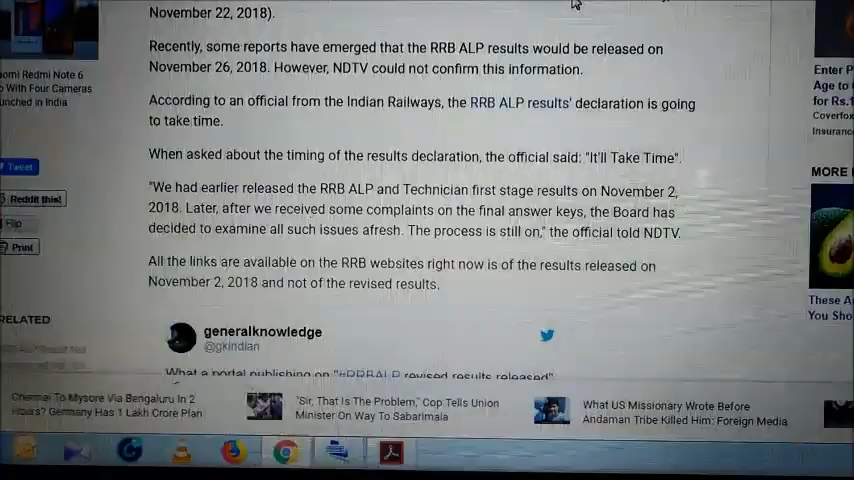 November 22, 2018).
Recently, some reports have emerged that the RRB ALP results would be released on
November 26, 2018. However, NDTV could not confirm this information.
According to an official from the Indian Railways, the RRB ALP results' declaration is going
to take time.
When asked about the timing of the results declaration, the official said: "It'll Take Time".
"We had earlier released the RRB ALP and Technician first stage results on November 2,
2018. Later, after we received some complaints on the final answer keys, the Board has
decided to examine all such issues afresh. The process is still on," the official told NDTV.
All the links are available on the RRB websites right now is of the results released on
November 2, 2018 and not of the revised results.
generalknowledge
@gkindian
What a portal publishing on "#RRBALP revised results released"
aomi Redmi Note 6
With Four Cameras
unched in India
Tweet
Reddit this!
Flip
Print
RELATED
Enter
Age to
for Rs.1
Coverfox
Insurance
MORE
These A
You Sho
Chennai To Mysore Via Bengaluru In 2
Hours? Germany Has 1 Lakh Crore Plan
"Sir, That Is The Problem," Cop Tells Union
Minister On Way To Sabarimala
What US Missionary Wrote Before
Andaman Tribe Killed Him: Foreign Media